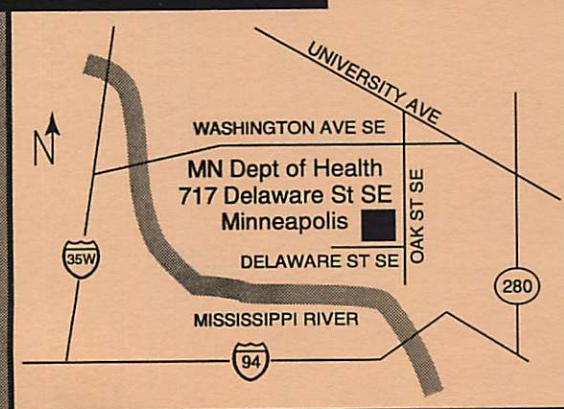 UNIVERSITY AVE
WASHINGTON AVE SE
N
MN Dept of Health
717 Delaware St SE
Minneapolis
OAK ST SE
35W
DELAWARE ST SE
280
MISSISSIPPI RIVER
94